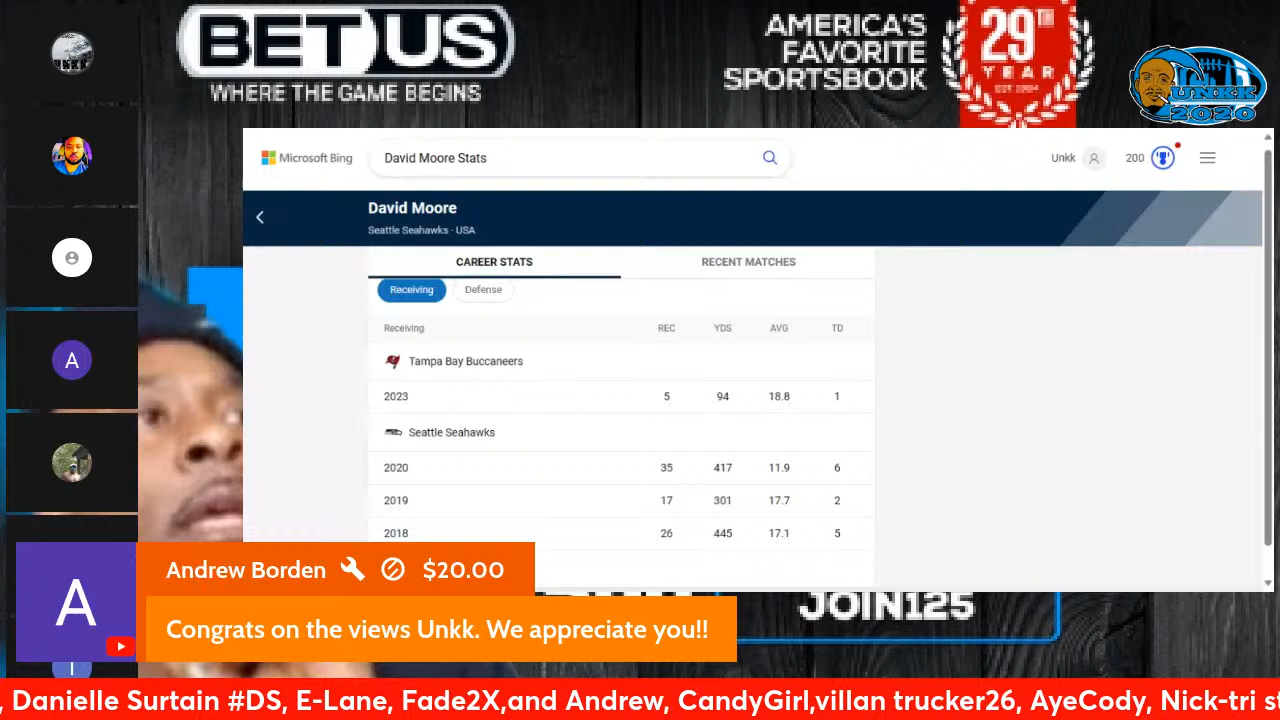 BETUS
WHERE THE GAME BEGINS
AMERICA'S
FAVORITE
SPORTSBOOK
29TH
YEAR
UNKK
2020
Microsoft Bing
David Moore Stats
Unkk
200
David Moore
Seattle Seahawks · USA
CAREER STATS RECENT MATCHES
Receiving Defense
Receiving REC YDS AVG TD
Tampa Bay Buccaneers
2023 5 94 18.8 1
Seattle Seahawks
2020 35 417 11.9 6
2019 17 301 17.7 2
2018 26 445 17.1 5
A
A
Andrew Borden $20.00
Congrats on the views Unkk. We appreciate you!!
JOIN125
, Danielle Surtain #DS, E-Lane, Fade2X,and Andrew, CandyGirl,villan trucker26, AyeCody, Nick-tri st